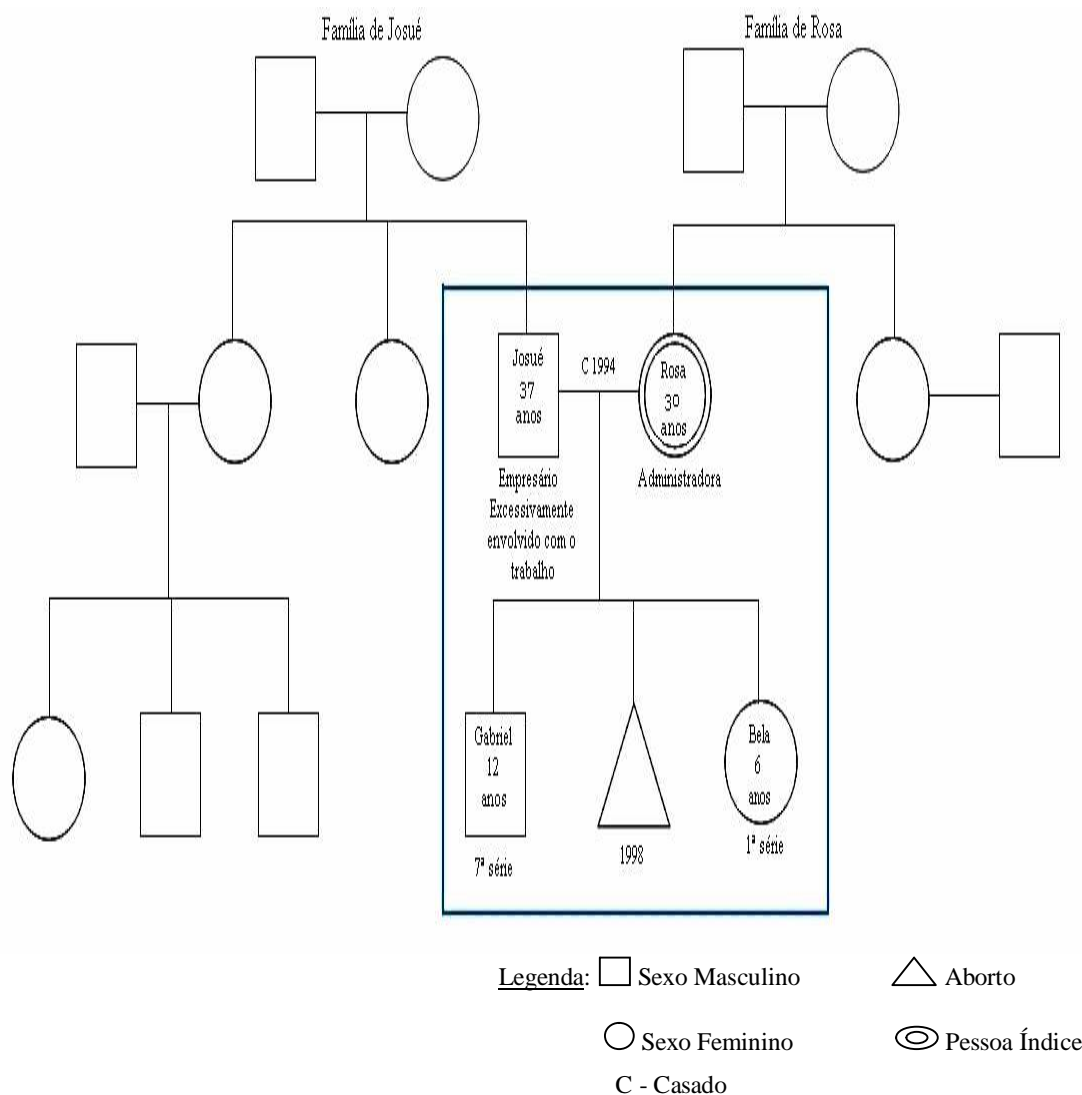 Família de Josué
Família de Rosa
Josué
37
anos
C 1994
Rosa
30
anos
Empresário
Excessivamente
envolvido com o
trabalho
Administradora
Gabriel
12
anos
7ª série
1998
Bela
6
anos
1ª série
Legenda: Sexo Masculino
Aborto
Sexo Feminino
Pessoa Índice
C - Casado